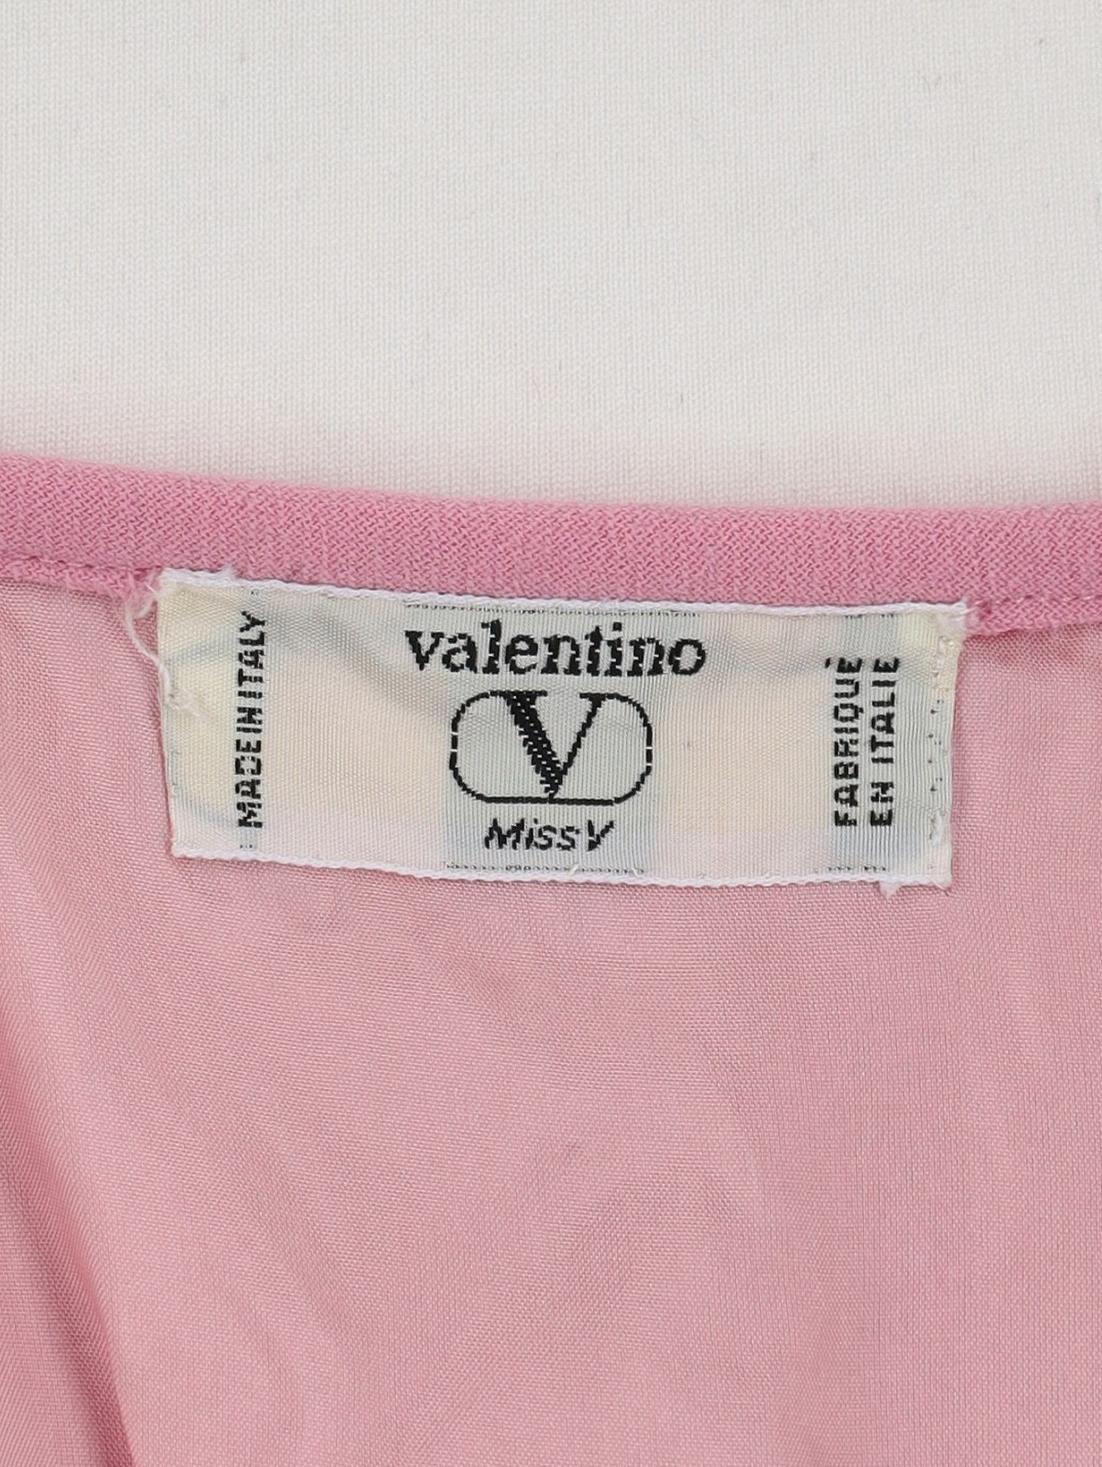 MADE IN ITALY
valentino
V
Miss V
FABRIQUÉ
EN ITALIE